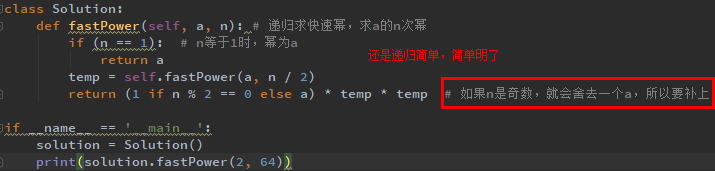 class Solution:
    def fastPower(self, a, n): # 递归求快速幂，求a的n次幂
        if (n == 1):  # n等于1时，幂为a
            return a
还是递归简单，简单明了
        temp = self.fastPower(a, n / 2)
        return (1 if n % 2 == 0 else a) * temp * temp  # 如果n是奇数，就会舍去一个a，所以要补上
if __name__ == '__main__':
    solution = Solution()
    print(solution.fastPower(2, 64))